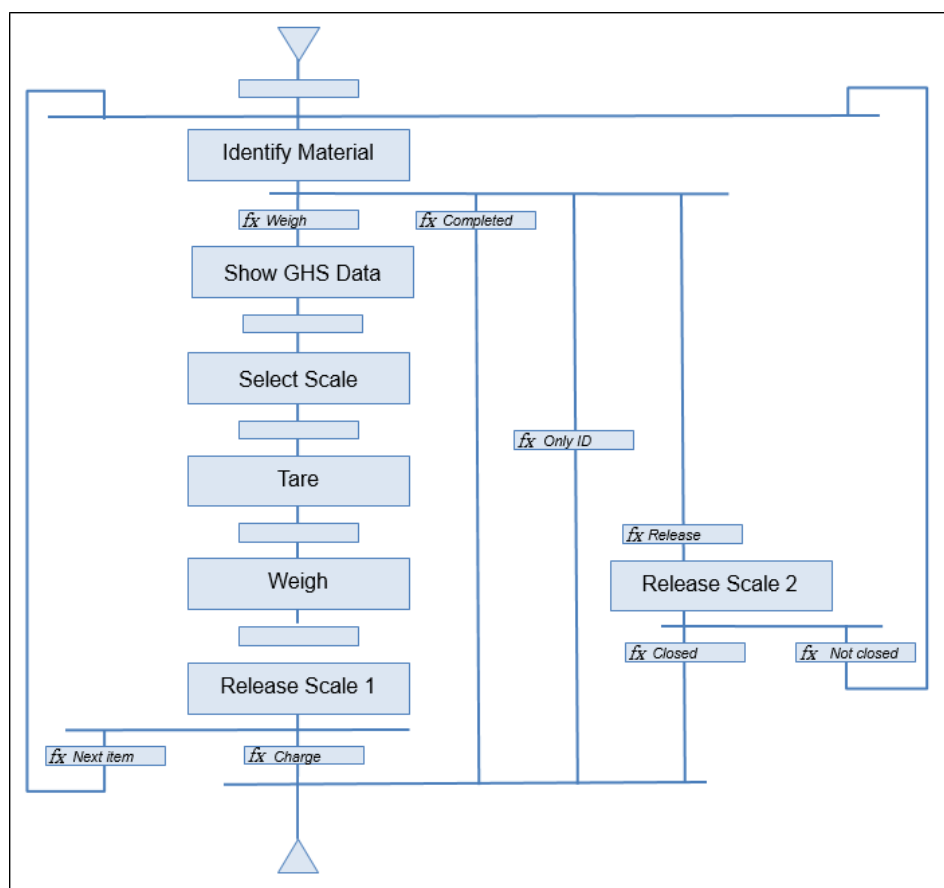 Identify Material
fx Weigh
fx Completed
Show GHS Data
Select Scale
fx Only ID
Tare
fx Release
Weigh
Release Scale 2
fx Closed
fx Not closed
Release Scale 1
fx Next item
fx Charge